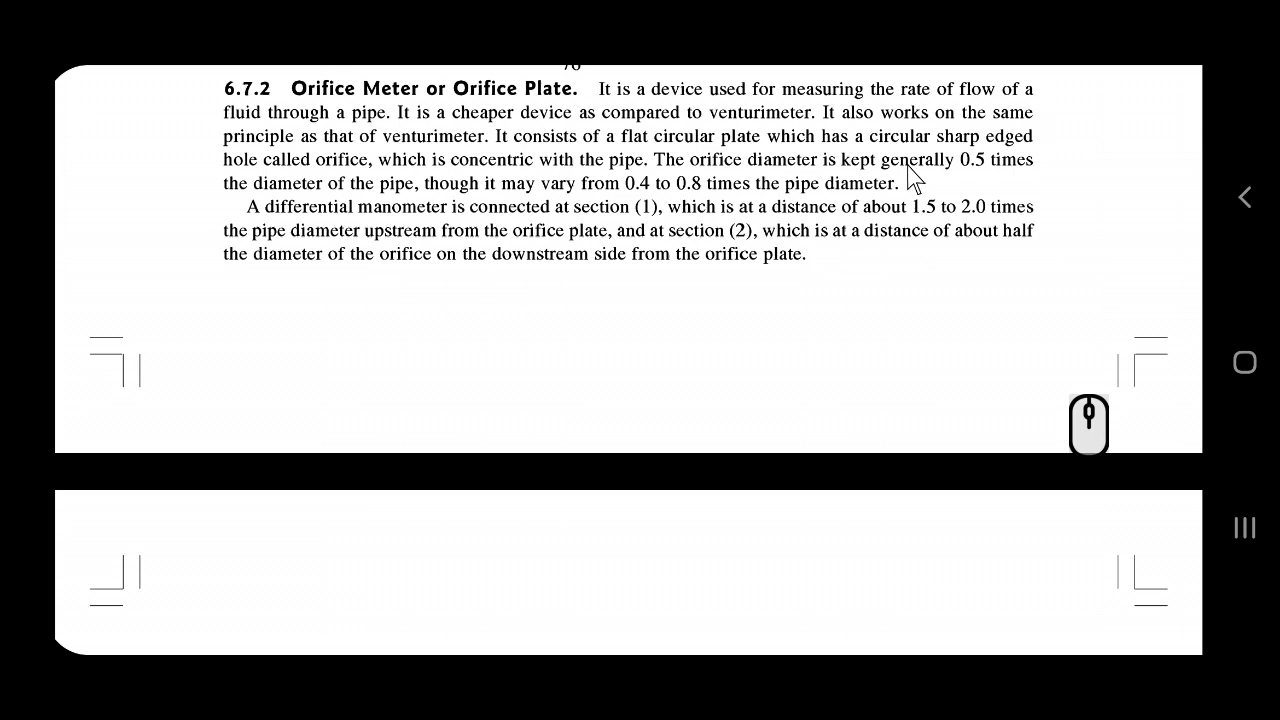 6.7.2 Orifice Meter or Orifice Plate. It is a device used for measuring the rate of flow of a
fluid through a pipe. It is a cheaper device as compared to venturimeter. It also works on the same
principle as that of venturimeter. It consists of a flat circular plate which has a circular sharp edged
hole called orifice, which is concentric with the pipe. The orifice diameter is kept generally 0.5 times
the diameter of the pipe, though it may vary from 0.4 to 0.8 times the pipe diameter.
A differential manometer is connected at section (1), which is at a distance of about 1.5 to 2.0 times
the pipe diameter upstream from the orifice plate, and at section (2), which is at a distance of about half
the diameter of the orifice on the downstream side from the orifice plate.